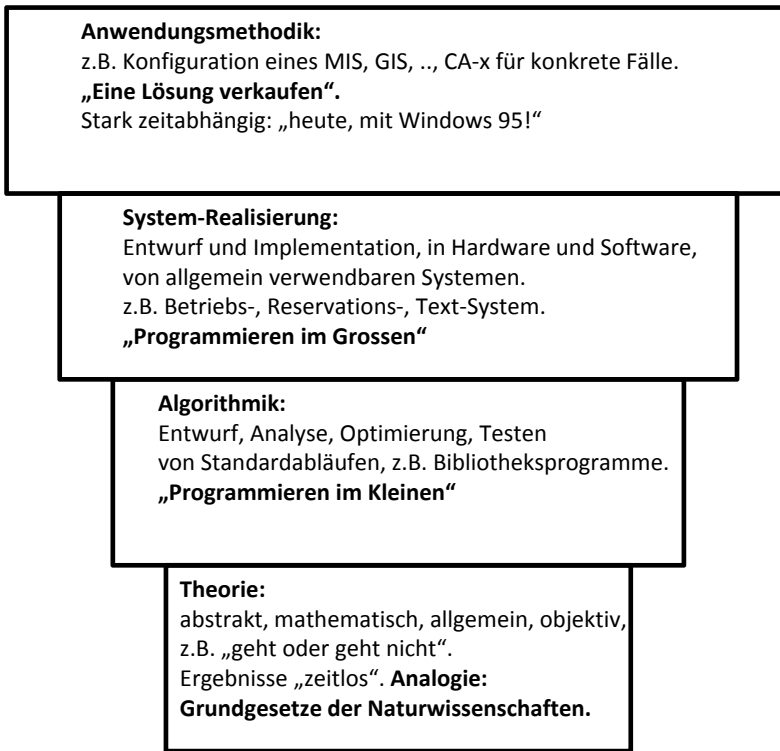 Anwendungsmethodik:
z.B. Konfiguration eines MIS, GIS, .., CA-x für konkrete Fälle.
„Eine Lösung verkaufen“.
Stark zeitabhängig: „heute, mit Windows 95!“
System-Realisierung:
Entwurf und Implementation, in Hardware und Software,
von allgemein verwendbaren Systemen.
z.B. Betriebs-, Reservations-, Text-System.
„Programmieren im Grossen“
Algorithmik:
Entwurf, Analyse, Optimierung, Testen
von Standardabläufen, z.B. Bibliotheksprogramme.
„Programmieren im Kleinen“
Theorie:
abstrakt, mathematisch, allgemein, objektiv,
z.B. „geht oder geht nicht“.
Ergebnisse „zeitlos“. Analogie:
Grundgesetze der Naturwissenschaften.